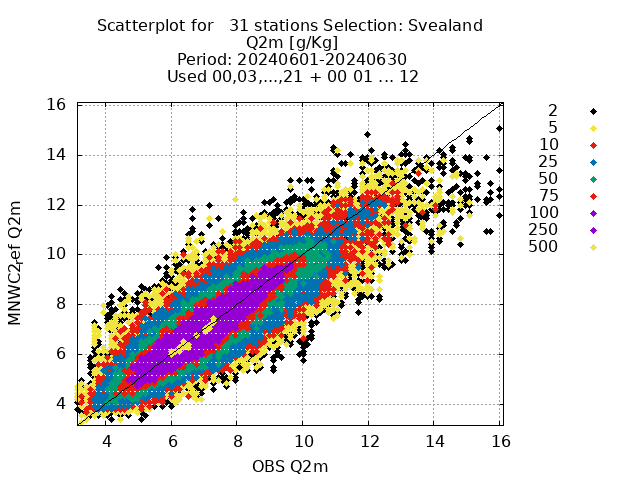 Scatterplot for   31 stations Selection: Svealand
Q2m [g/Kg]
Period: 20240601-20240630
Used 00,03,...,21 + 00 01 ... 12
16
14
12
10
8
6
4
MNWC2,ef Q2m
4 6 8 10 12 14 16
OBS Q2m
2
5
10
25
50
75
100
250
500